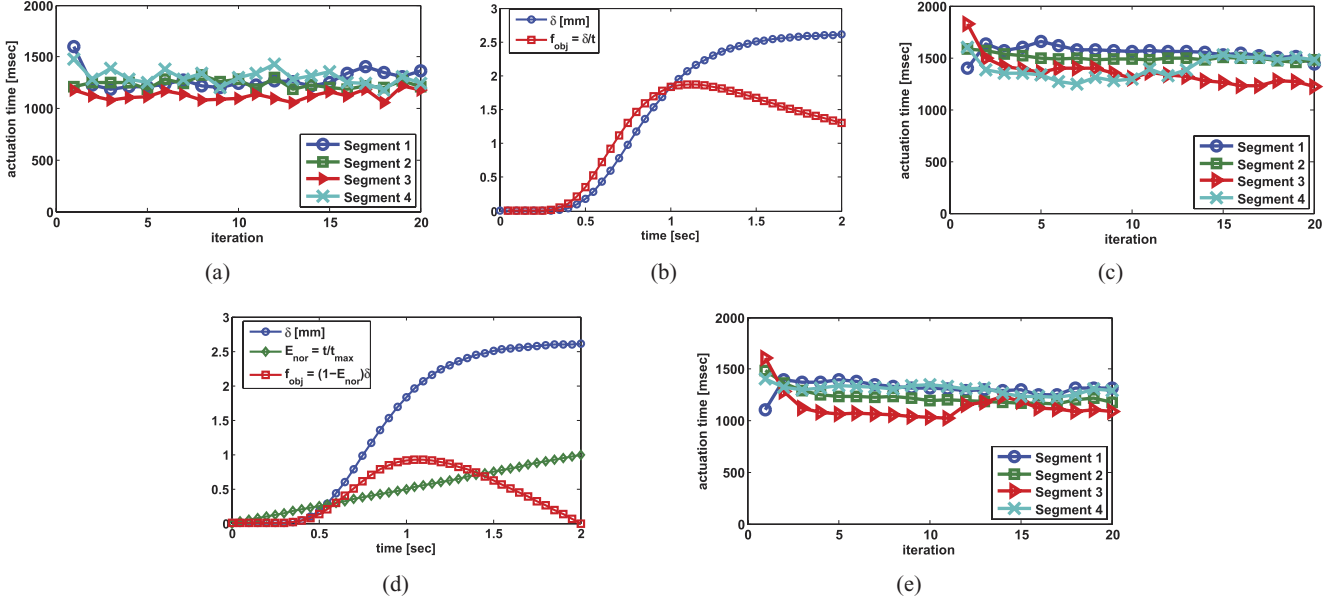 2000
1500
1000
500
0
actuation time [msec]
0 5 10 15 20
iteration
Segment 1
Segment 2
Segment 3
Segment 4
(a)
3
2.5
2
1.5
1
0.5
0
δ [mm]
f_obj = δ/t
0 0.5 1 1.5 2
time [sec]
(b)
2000
1500
1000
500
0
actuation time [msec]
0 5 10 15 20
iteration
Segment 1
Segment 2
Segment 3
Segment 4
(c)
3
2.5
2
1.5
1
0.5
0
δ [mm]
E_nor = t/t_max
f_obj = (1−E_nor)δ
0 0.5 1 1.5 2
time [sec]
(d)
2000
1500
1000
500
0
actuation time [msec]
0 5 10 15 20
iteration
Segment 1
Segment 2
Segment 3
Segment 4
(e)